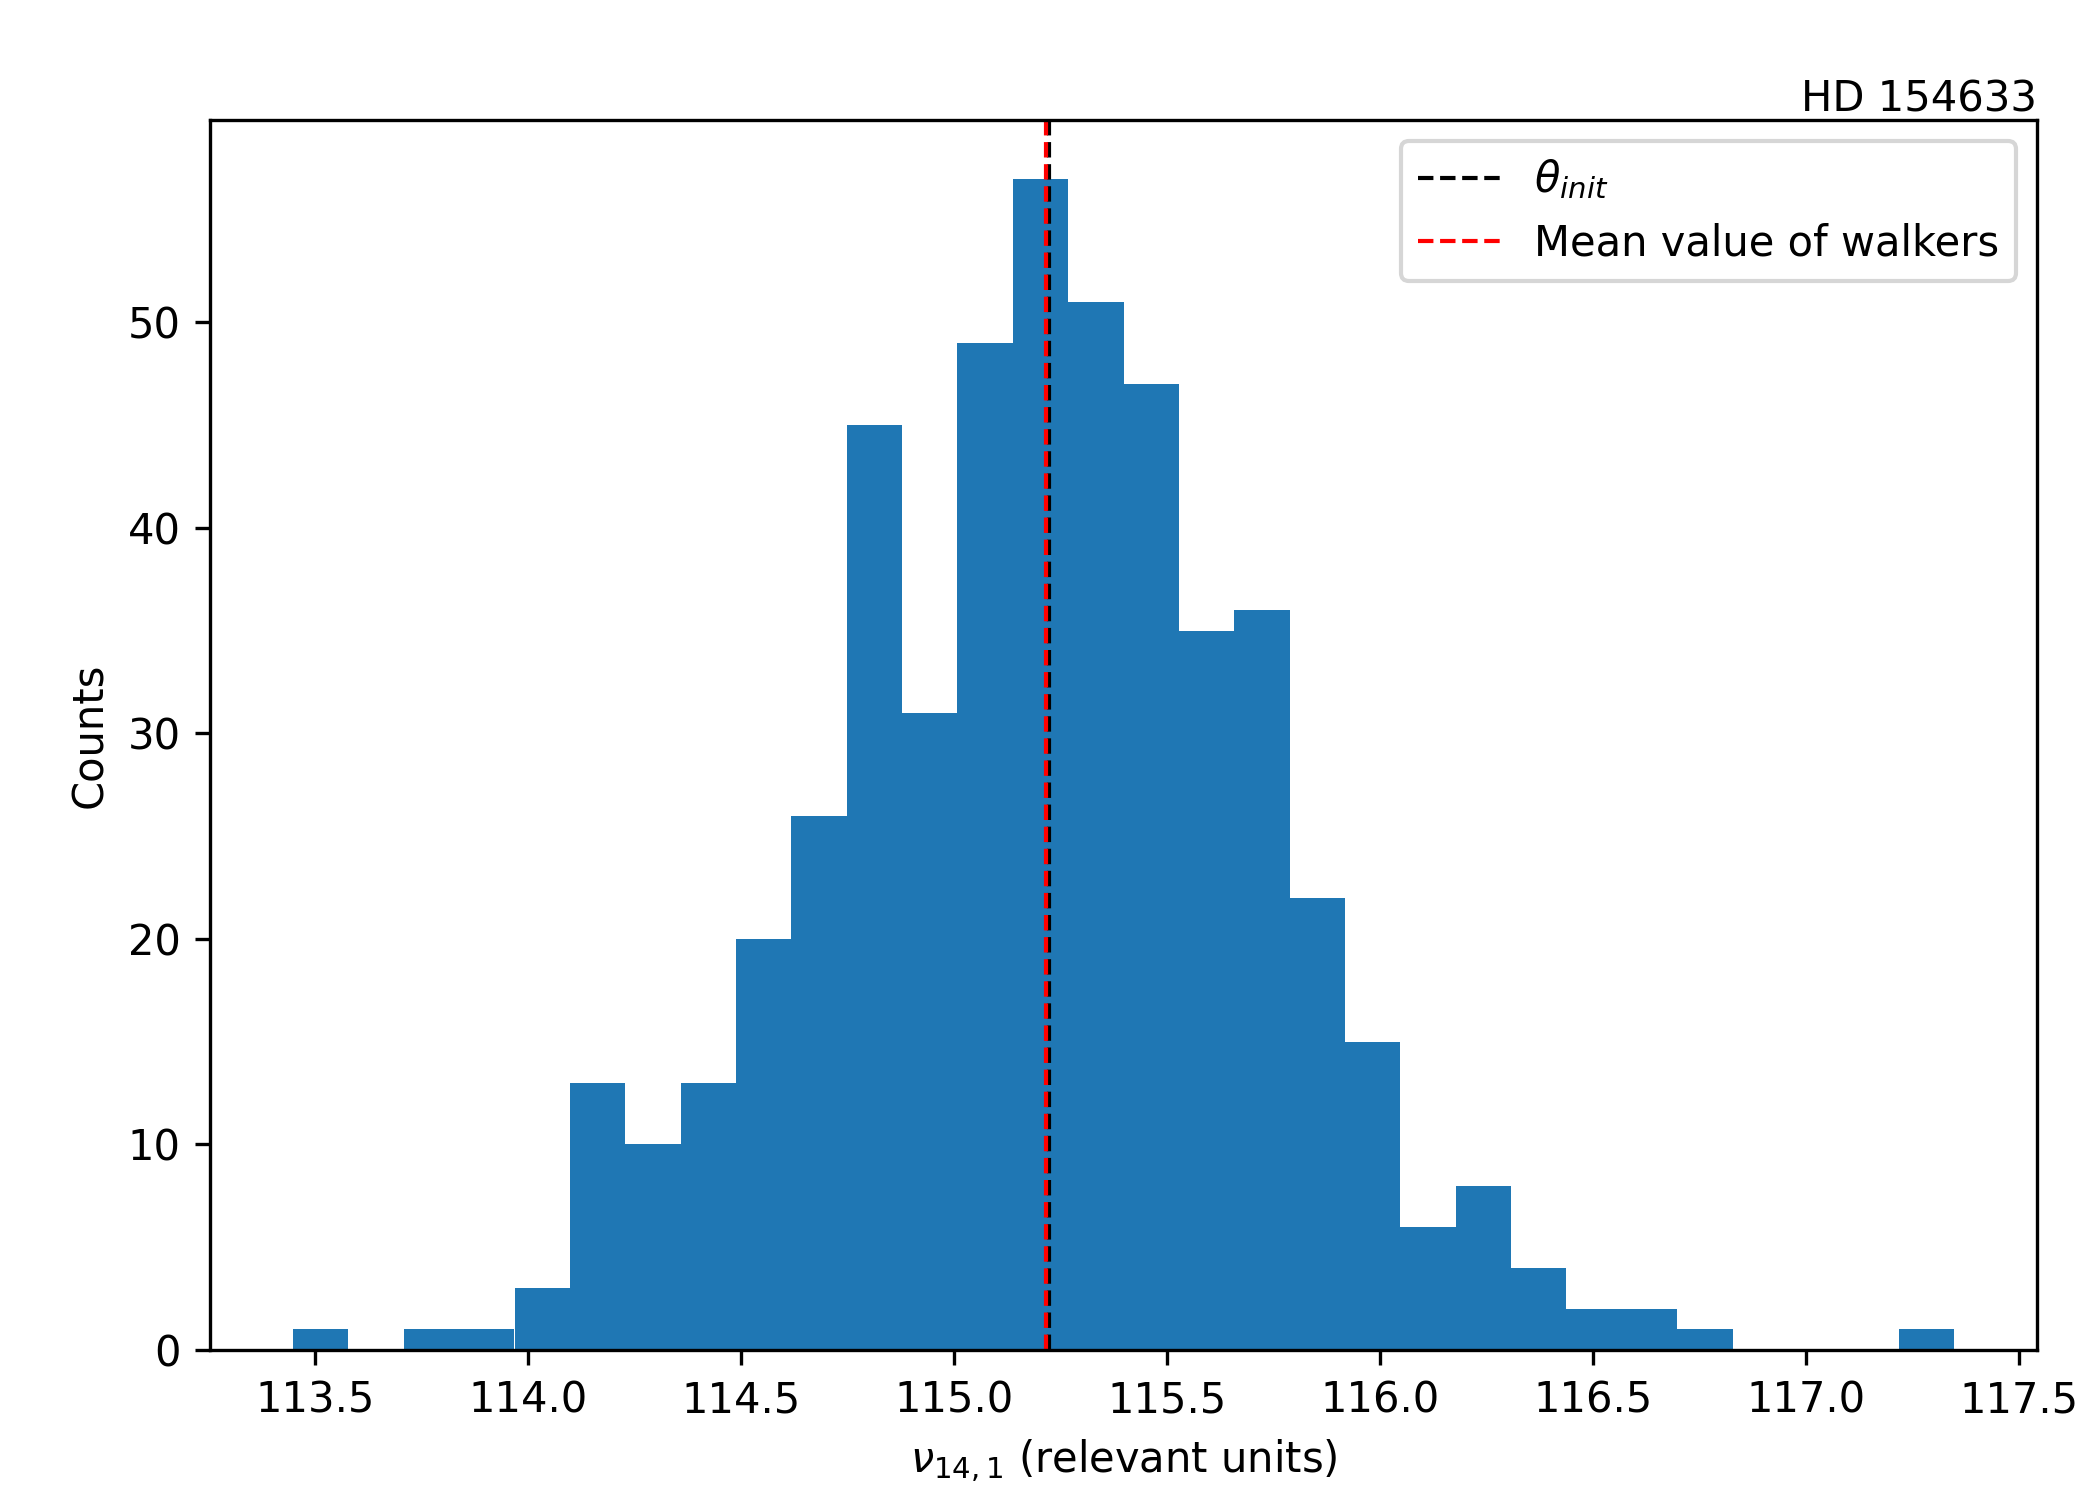 HD 154633
θinit
Mean value of walkers
Counts
50
40
30
20
10
0
113.5 114.0 114.5 115.0 115.5 116.0 116.5 117.0 117.5
ν14, 1 (relevant units)